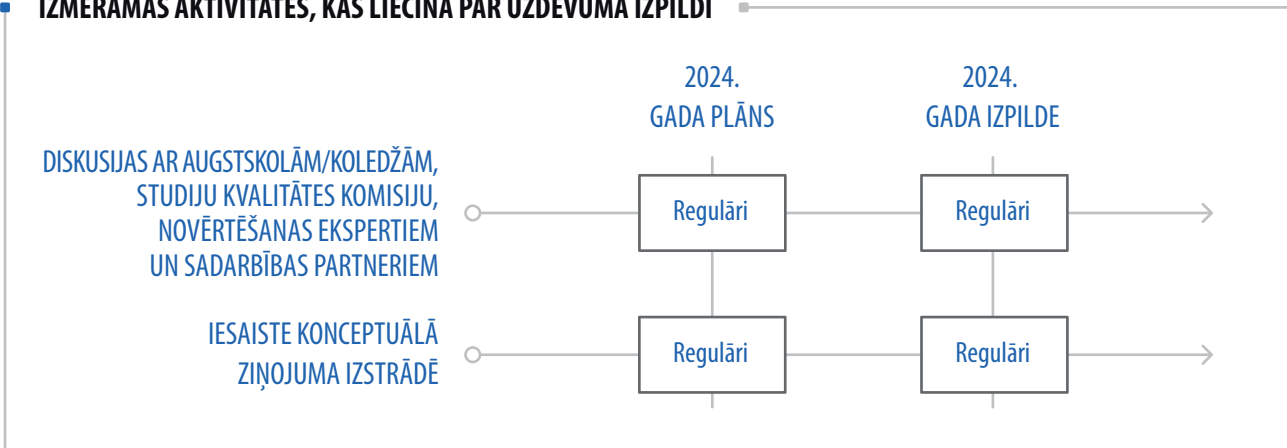 IZMĒRĀMAS AKTIVITĀTES, KAS LIECINA PAR UZDEVUMA IZPILDI
2024.
GADA PLĀNS
2024.
GADA IZPILDE
DISKUSIJAS AR AUGSTSKOLĀM/KOLEDŽĀM,
STUDIJU KVALITĀTES KOMISIJU,
NOVĒRTĒŠANAS EKSPERTIEM
UN SADARBĪBAS PARTNERIEM
Regulāri
Regulāri
IESAISTE KONCEPTUĀLĀ
ZIŅOJUMA IZSTRĀDĒ
Regulāri
Regulāri